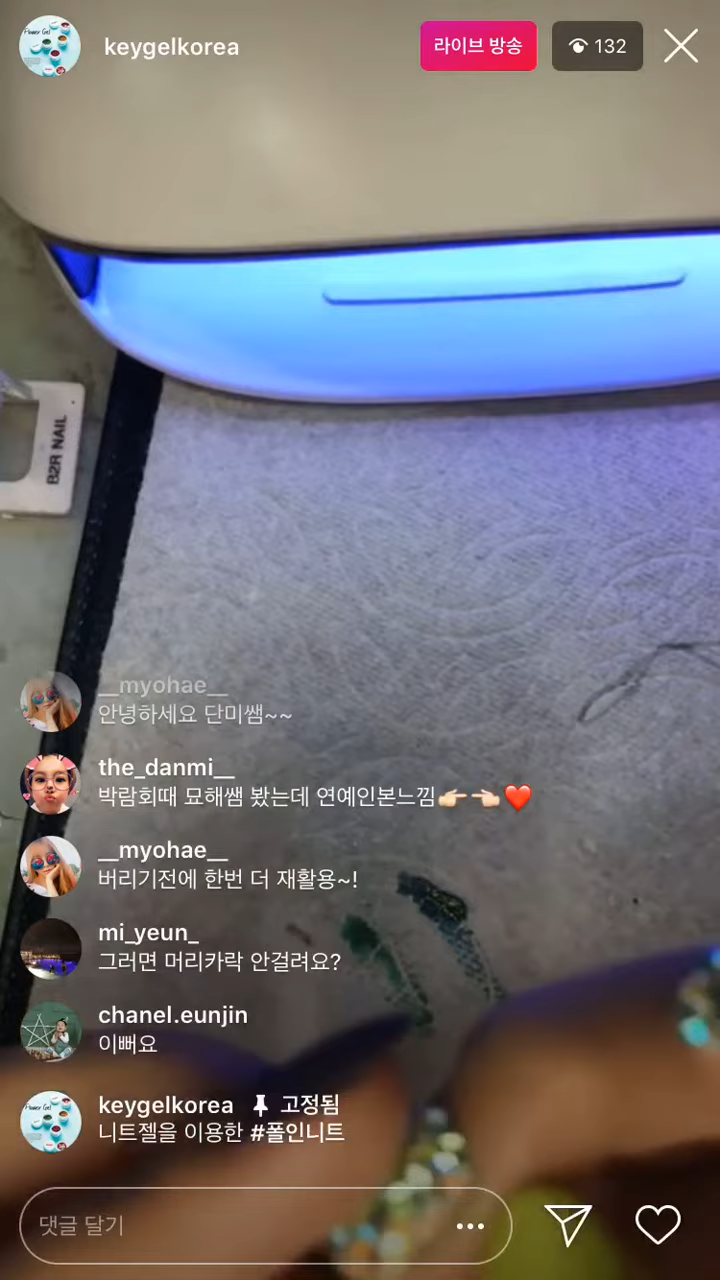 keygelkorea
라이브 방송
132
B2R NAIL
__myohae__
안녕하세요 단미쌤~~
the_danmi__
박람회때 묘해쌤 봤는데 연예인본느낌👉🏻👈🏻❤️
__myohae__
버리기전에 한번 더 재활용~!
mi_yeun_
그러면 머리카락 안걸려요?
chanel.eunjin
이뻐요
keygelkorea 📌 고정됨
니트젤을 이용한 #폴인니트
댓글 달기